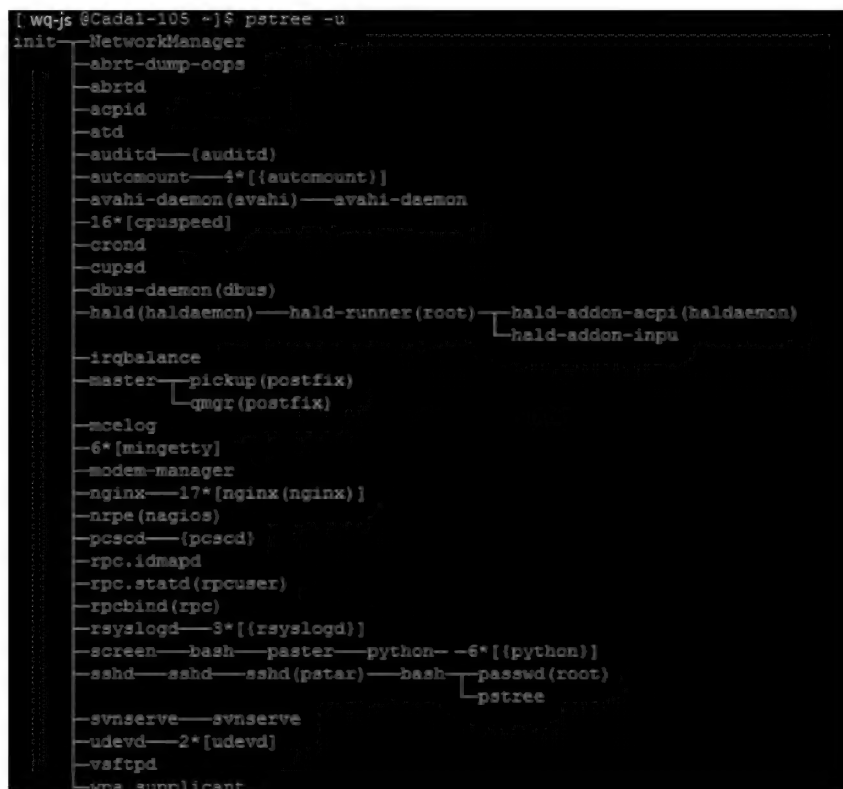 [ wq-js @Cadal-105 ~]$ pstree -u
init─┬─NetworkManager
├─abrt-dump-oops
├─abrtd
├─acpid
├─atd
├─auditd───{auditd}
├─automount───4*[{automount}]
├─avahi-daemon(avahi)───avahi-daemon
├─16*[cpuspeed]
├─crond
├─cupsd
├─dbus-daemon(dbus)
├─hald(haldaemon)───hald-runner(root)─┬─hald-addon-acpi(haldaemon)
└─hald-addon-inpu
├─irqbalance
├─master─┬─pickup(postfix)
└─qmgr(postfix)
├─mcelog
├─6*[mingetty]
├─modem-manager
├─nginx───17*[nginx(nginx)]
├─nrpe(nagios)
├─pcscd───{pcscd}
├─rpc.idmapd
├─rpc.statd(rpcuser)
├─rpcbind(rpc)
├─rsyslogd───3*[{rsyslogd}]
├─screen───bash───paster───python─ ─6*[{python}]
├─sshd───sshd───sshd(pstar)───bash─┬─passwd(root)
└─pstree
├─svnserve───svnserve
├─udevd───2*[udevd]
├─vsftpd
└─wpa_supplicant